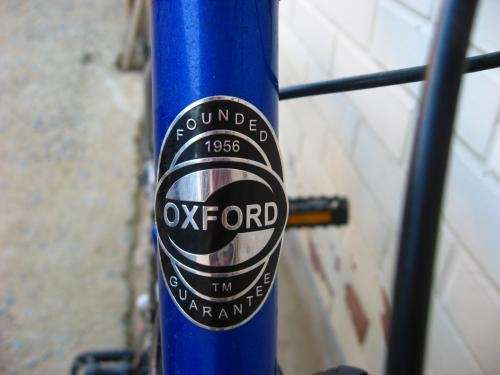 FOUNDED
1956
OXFORD
TM
GUARANTEE